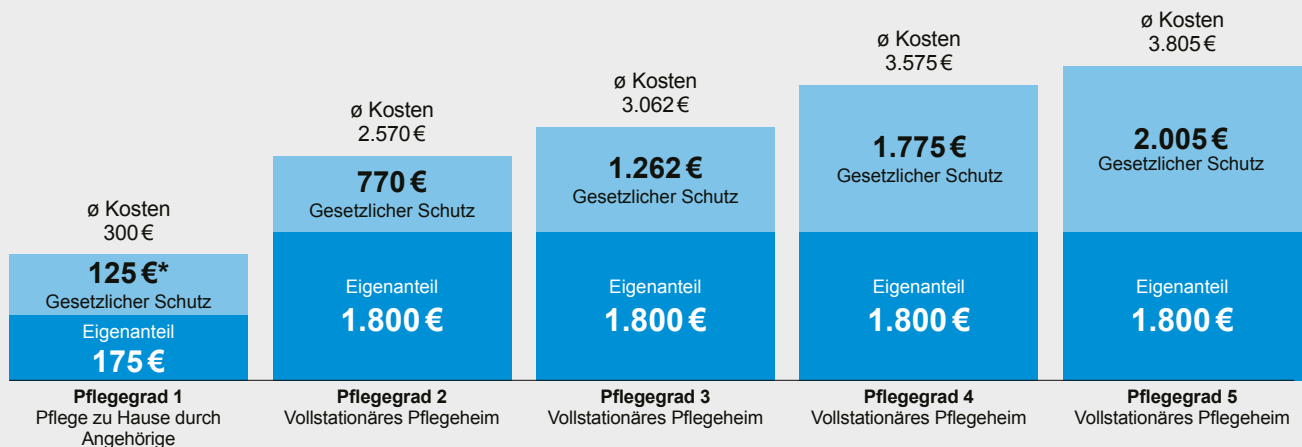 ø Kosten
300 €
125 €*
Gesetzlicher Schutz
Eigenanteil
175 €
Pflegegrad 1
Pflege zu Hause durch
Angehörige
ø Kosten
2.570 €
770 €
Gesetzlicher Schutz
Eigenanteil
1.800 €
Pflegegrad 2
Vollstationäres Pflegeheim
ø Kosten
3.062 €
1.262 €
Gesetzlicher Schutz
Eigenanteil
1.800 €
Pflegegrad 3
Vollstationäres Pflegeheim
ø Kosten
3.575 €
1.775 €
Gesetzlicher Schutz
Eigenanteil
1.800 €
Pflegegrad 4
Vollstationäres Pflegeheim
ø Kosten
3.805 €
2.005 €
Gesetzlicher Schutz
Eigenanteil
1.800 €
Pflegegrad 5
Vollstationäres Pflegeheim